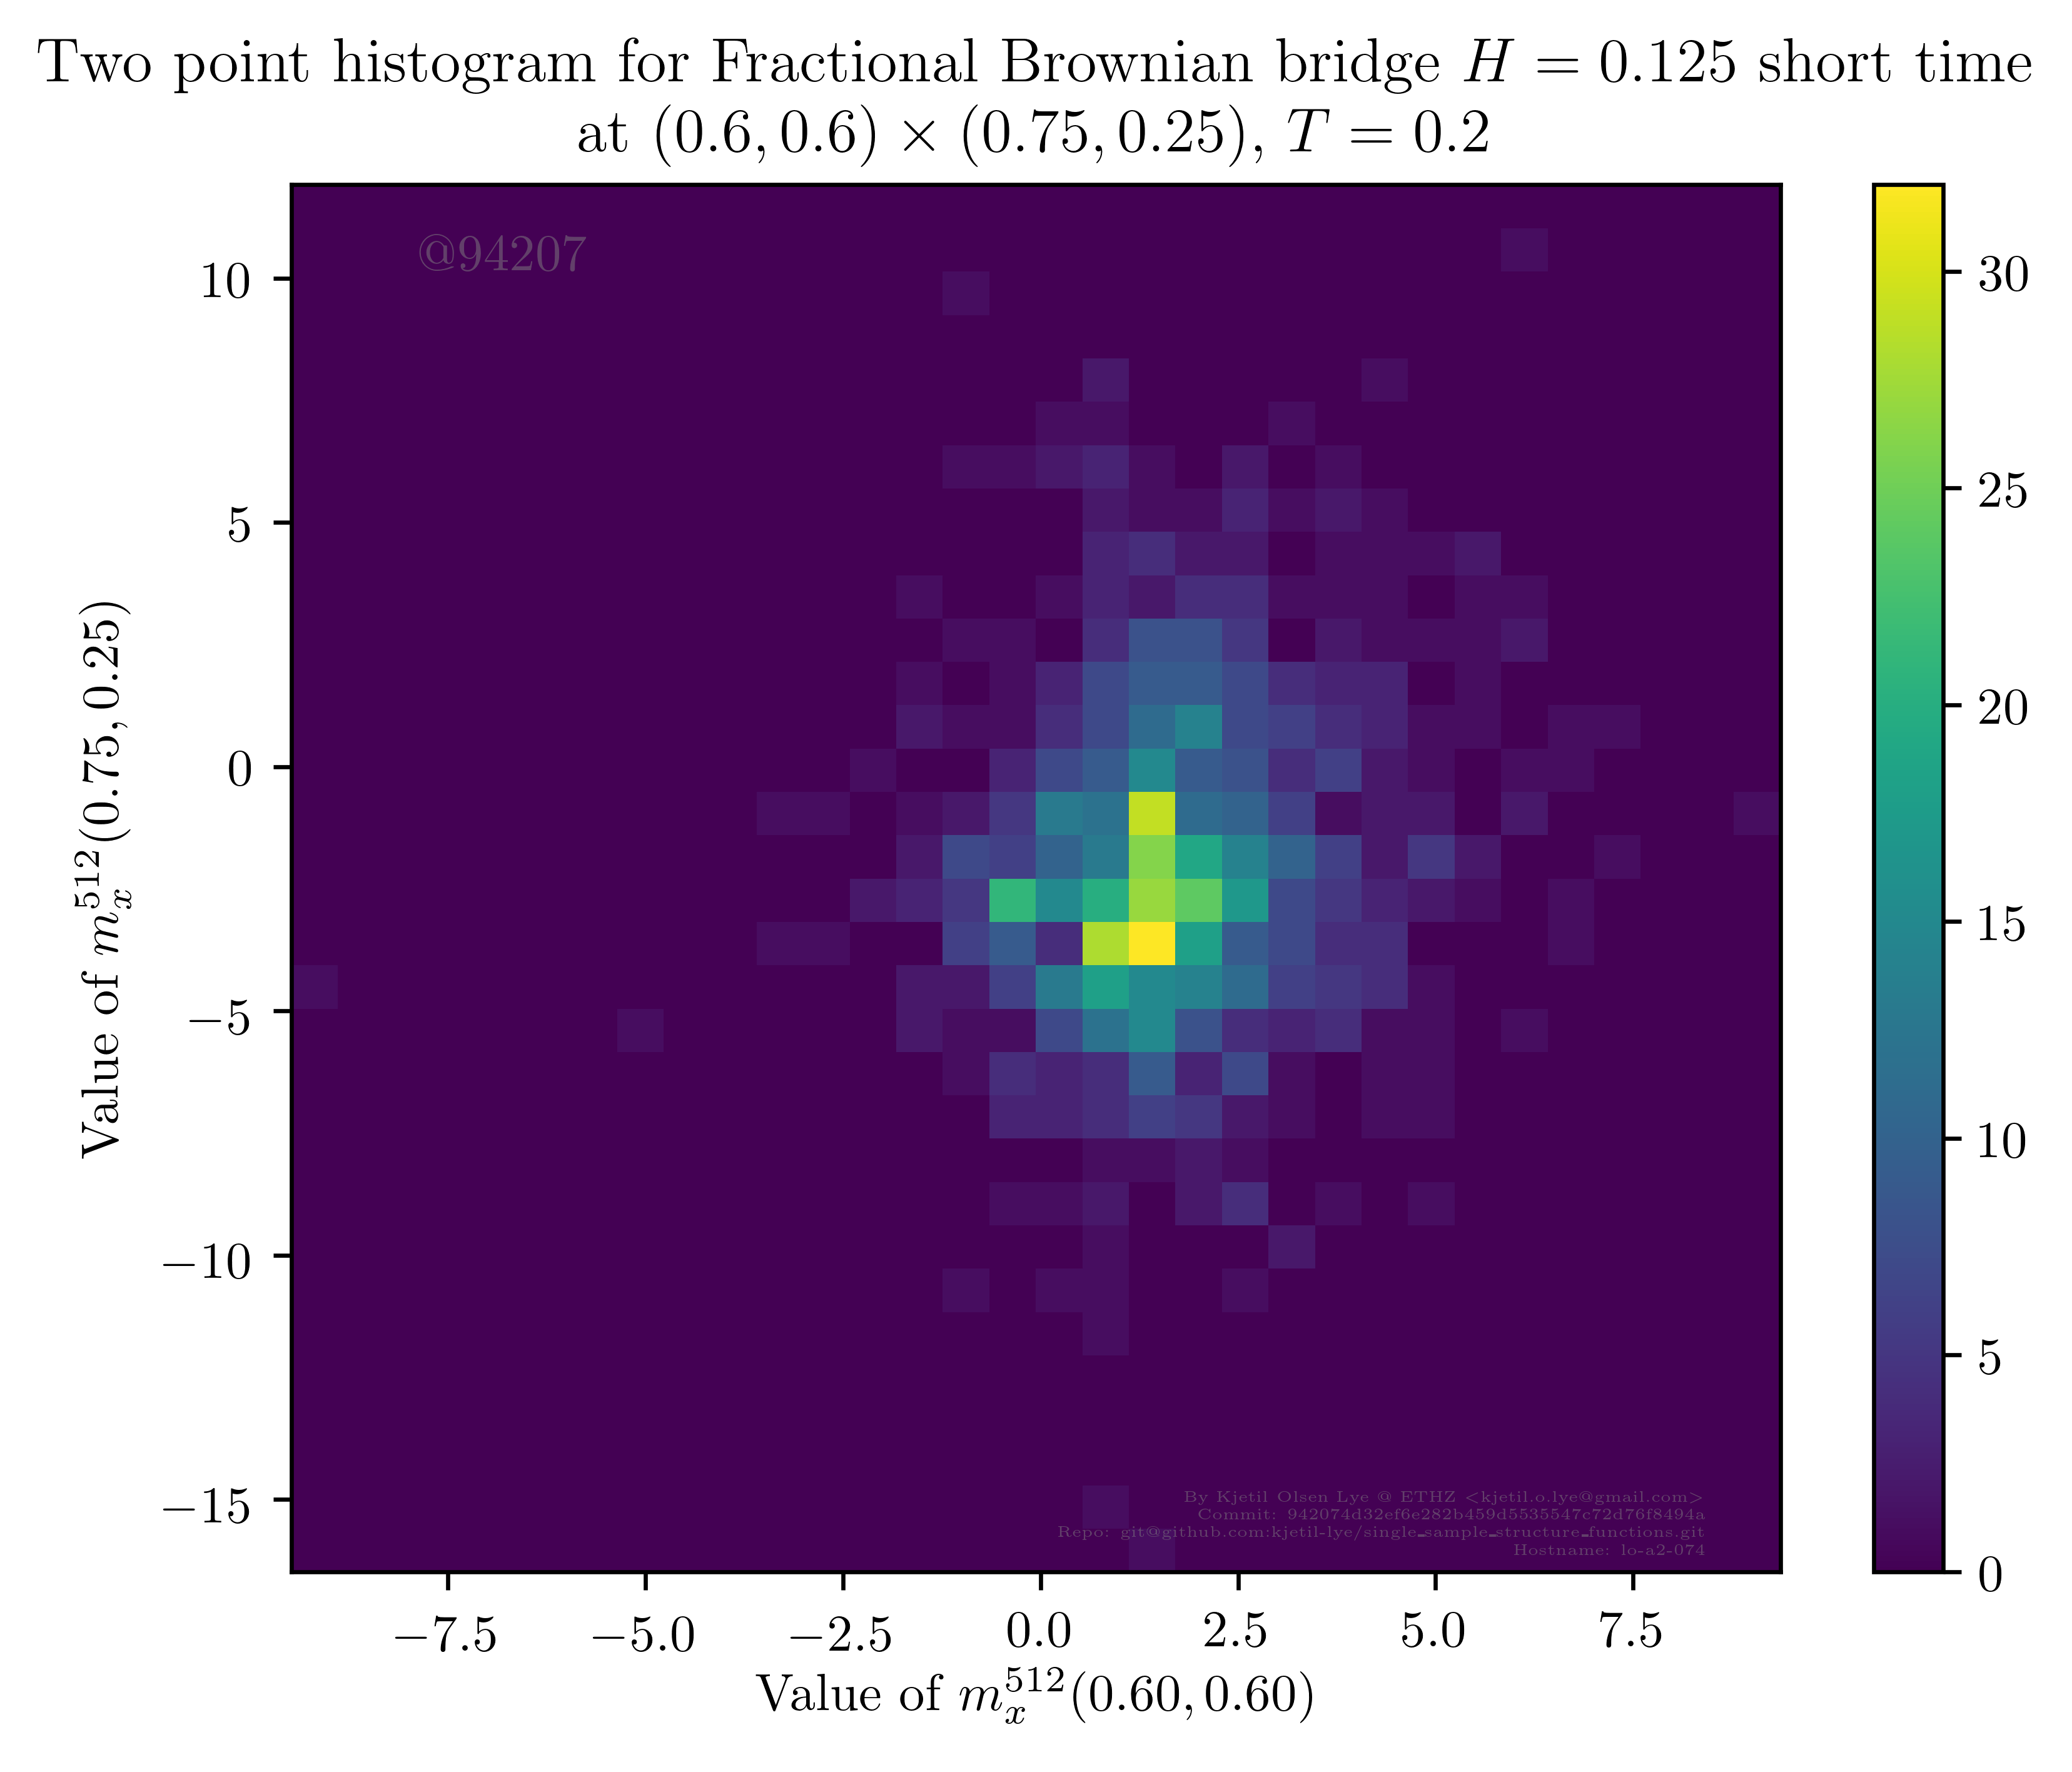 Two point histogram for Fractional Brownian bridge H = 0.125 short time
at (0.6, 0.6) × (0.75, 0.25), T = 0.2
@94207
10
5
0
−5
−10
−15
Value of m_x^512(0.75, 0.25)
−7.5 −5.0 −2.5 0.0 2.5 5.0 7.5
Value of m_x^512(0.60, 0.60)
30
25
20
15
10
5
0
By Kjetil Olsen Lye @ ETHZ <kjetil.o.lye@gmail.com>
Commit: 942074d32ef6e282b459d5535547c72d76f8494a
Repo: git@github.com:kjetil-lye/single_sample_structure_functions.git
Hostname: lo-a2-074